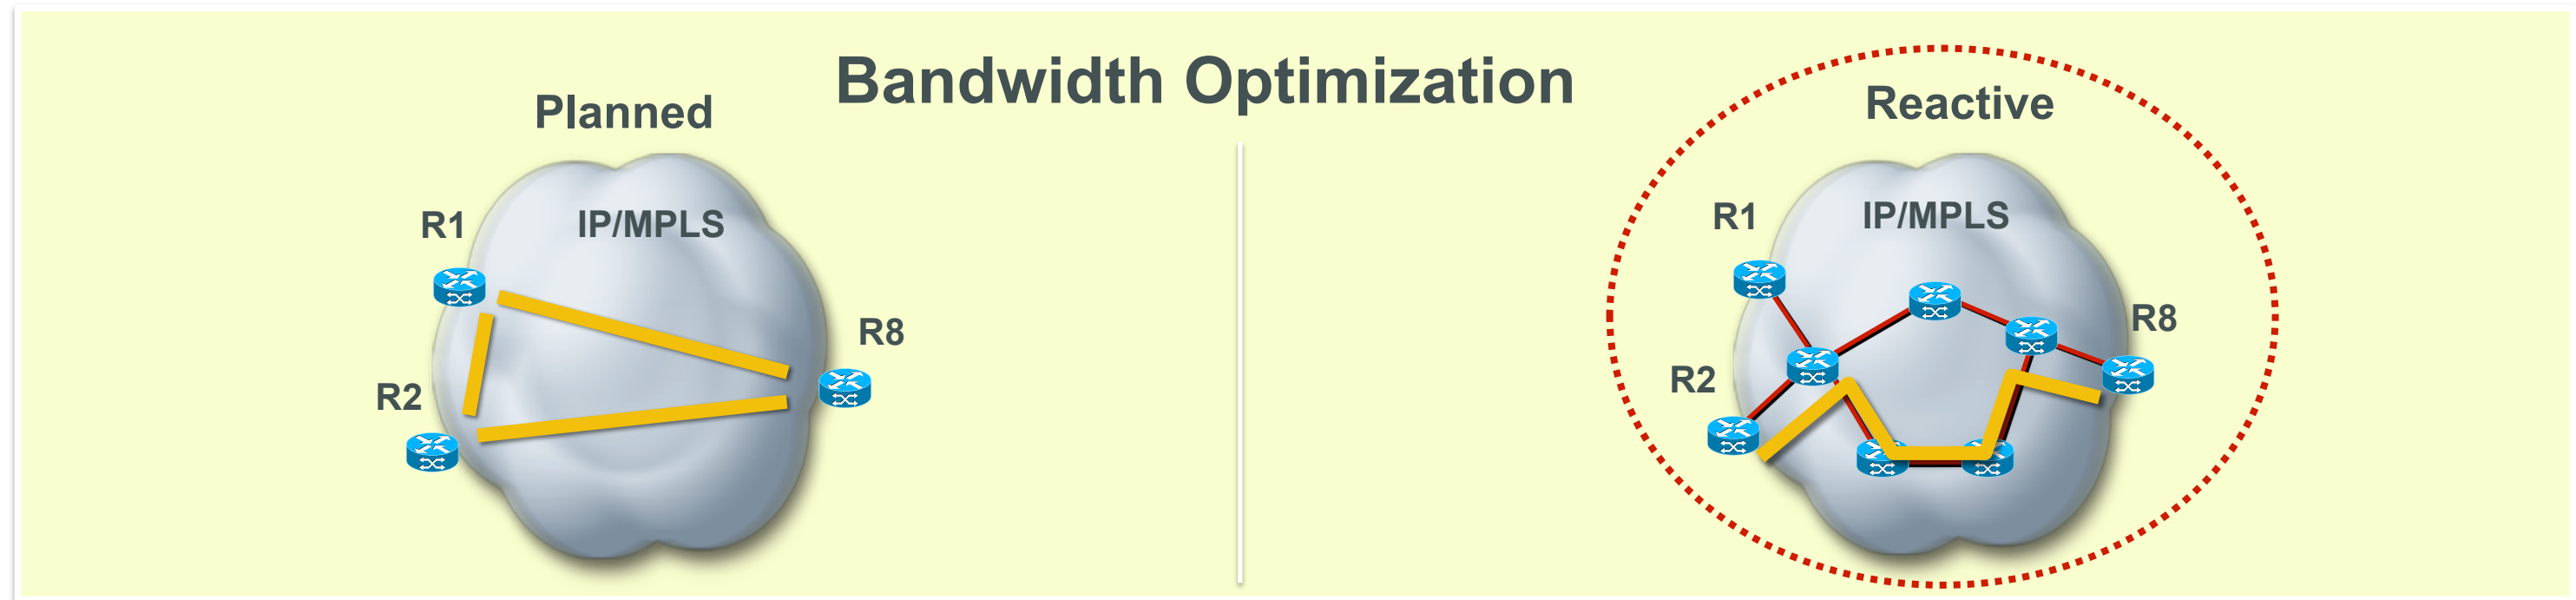 Bandwidth Optimization
Planned
IP/MPLS
R1
R8
R2
Reactive
R1
IP/MPLS
R8
R2